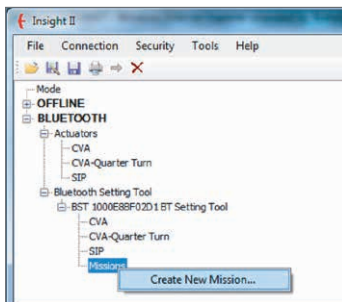 Insight II
File Connection Security Tools Help
Mode
OFFLINE
BLUETOOTH
Actuators
CVA
CVA-Quarter Turn
SIP
Bluetooth Setting Tool
BST 1000E8BF02D1 BT Setting Tool
CVA
CVA-Quarter Turn
SIP
Missions
Create New Mission...